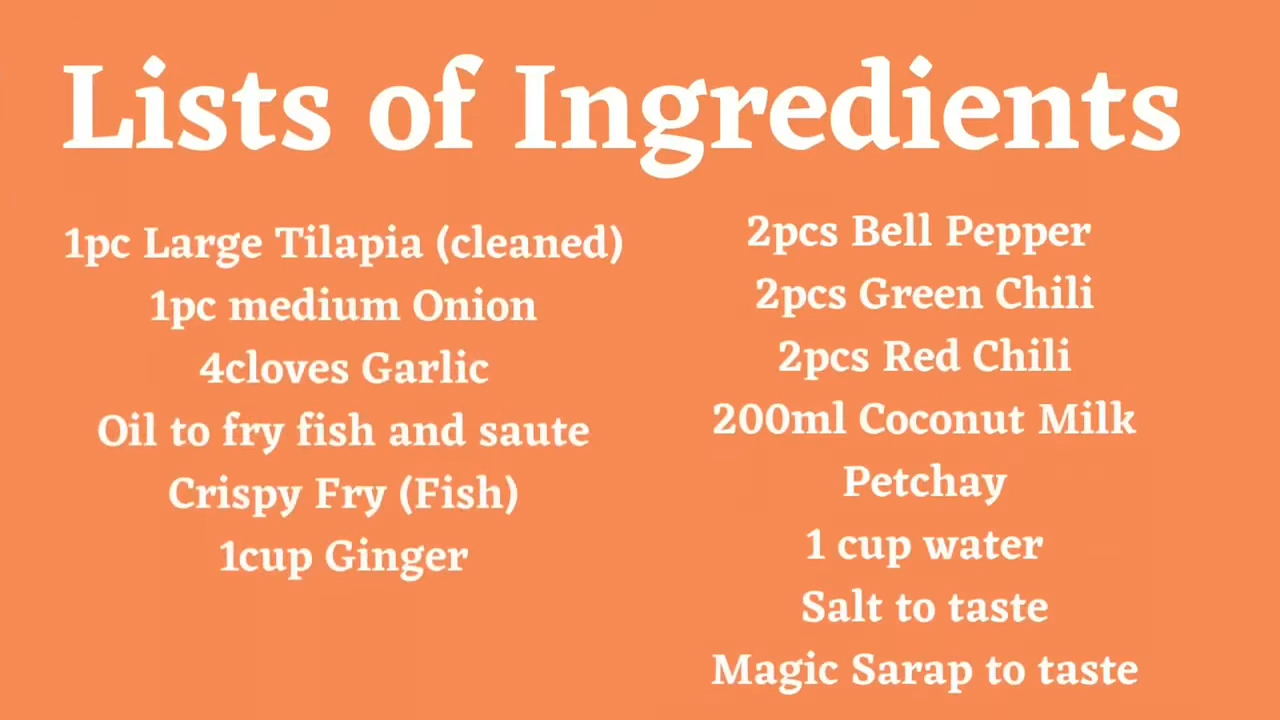 Lists of Ingredients
1pc Large Tilapia (cleaned)
1pc medium Onion
4cloves Garlic
Oil to fry fish and saute
Crispy Fry (Fish)
1cup Ginger
2pcs Bell Pepper
2pcs Green Chili
2pcs Red Chili
200ml Coconut Milk
Petchay
1 cup water
Salt to taste
Magic Sarap to taste